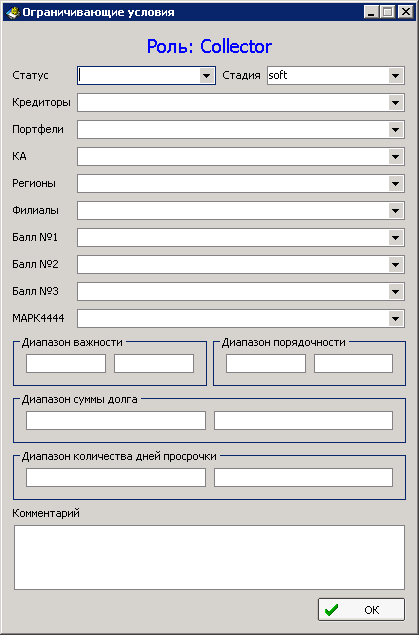 Ограничивающие условия
Роль: Collector
Статус Стадия soft
Кредиторы
Портфели
КА
Регионы
Филиалы
Балл №1
Балл №2
Балл №3
МАРК4444
Диапазон важности Диапазон порядочности
Диапазон суммы долга
Диапазон количества дней просрочки
Комментарий
OK